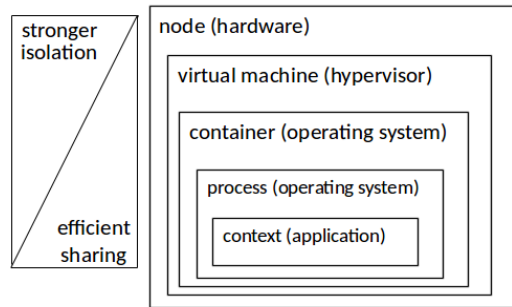 stronger
isolation
efficient
sharing
node (hardware)
virtual machine (hypervisor)
container (operating system)
process (operating system)
context (application)